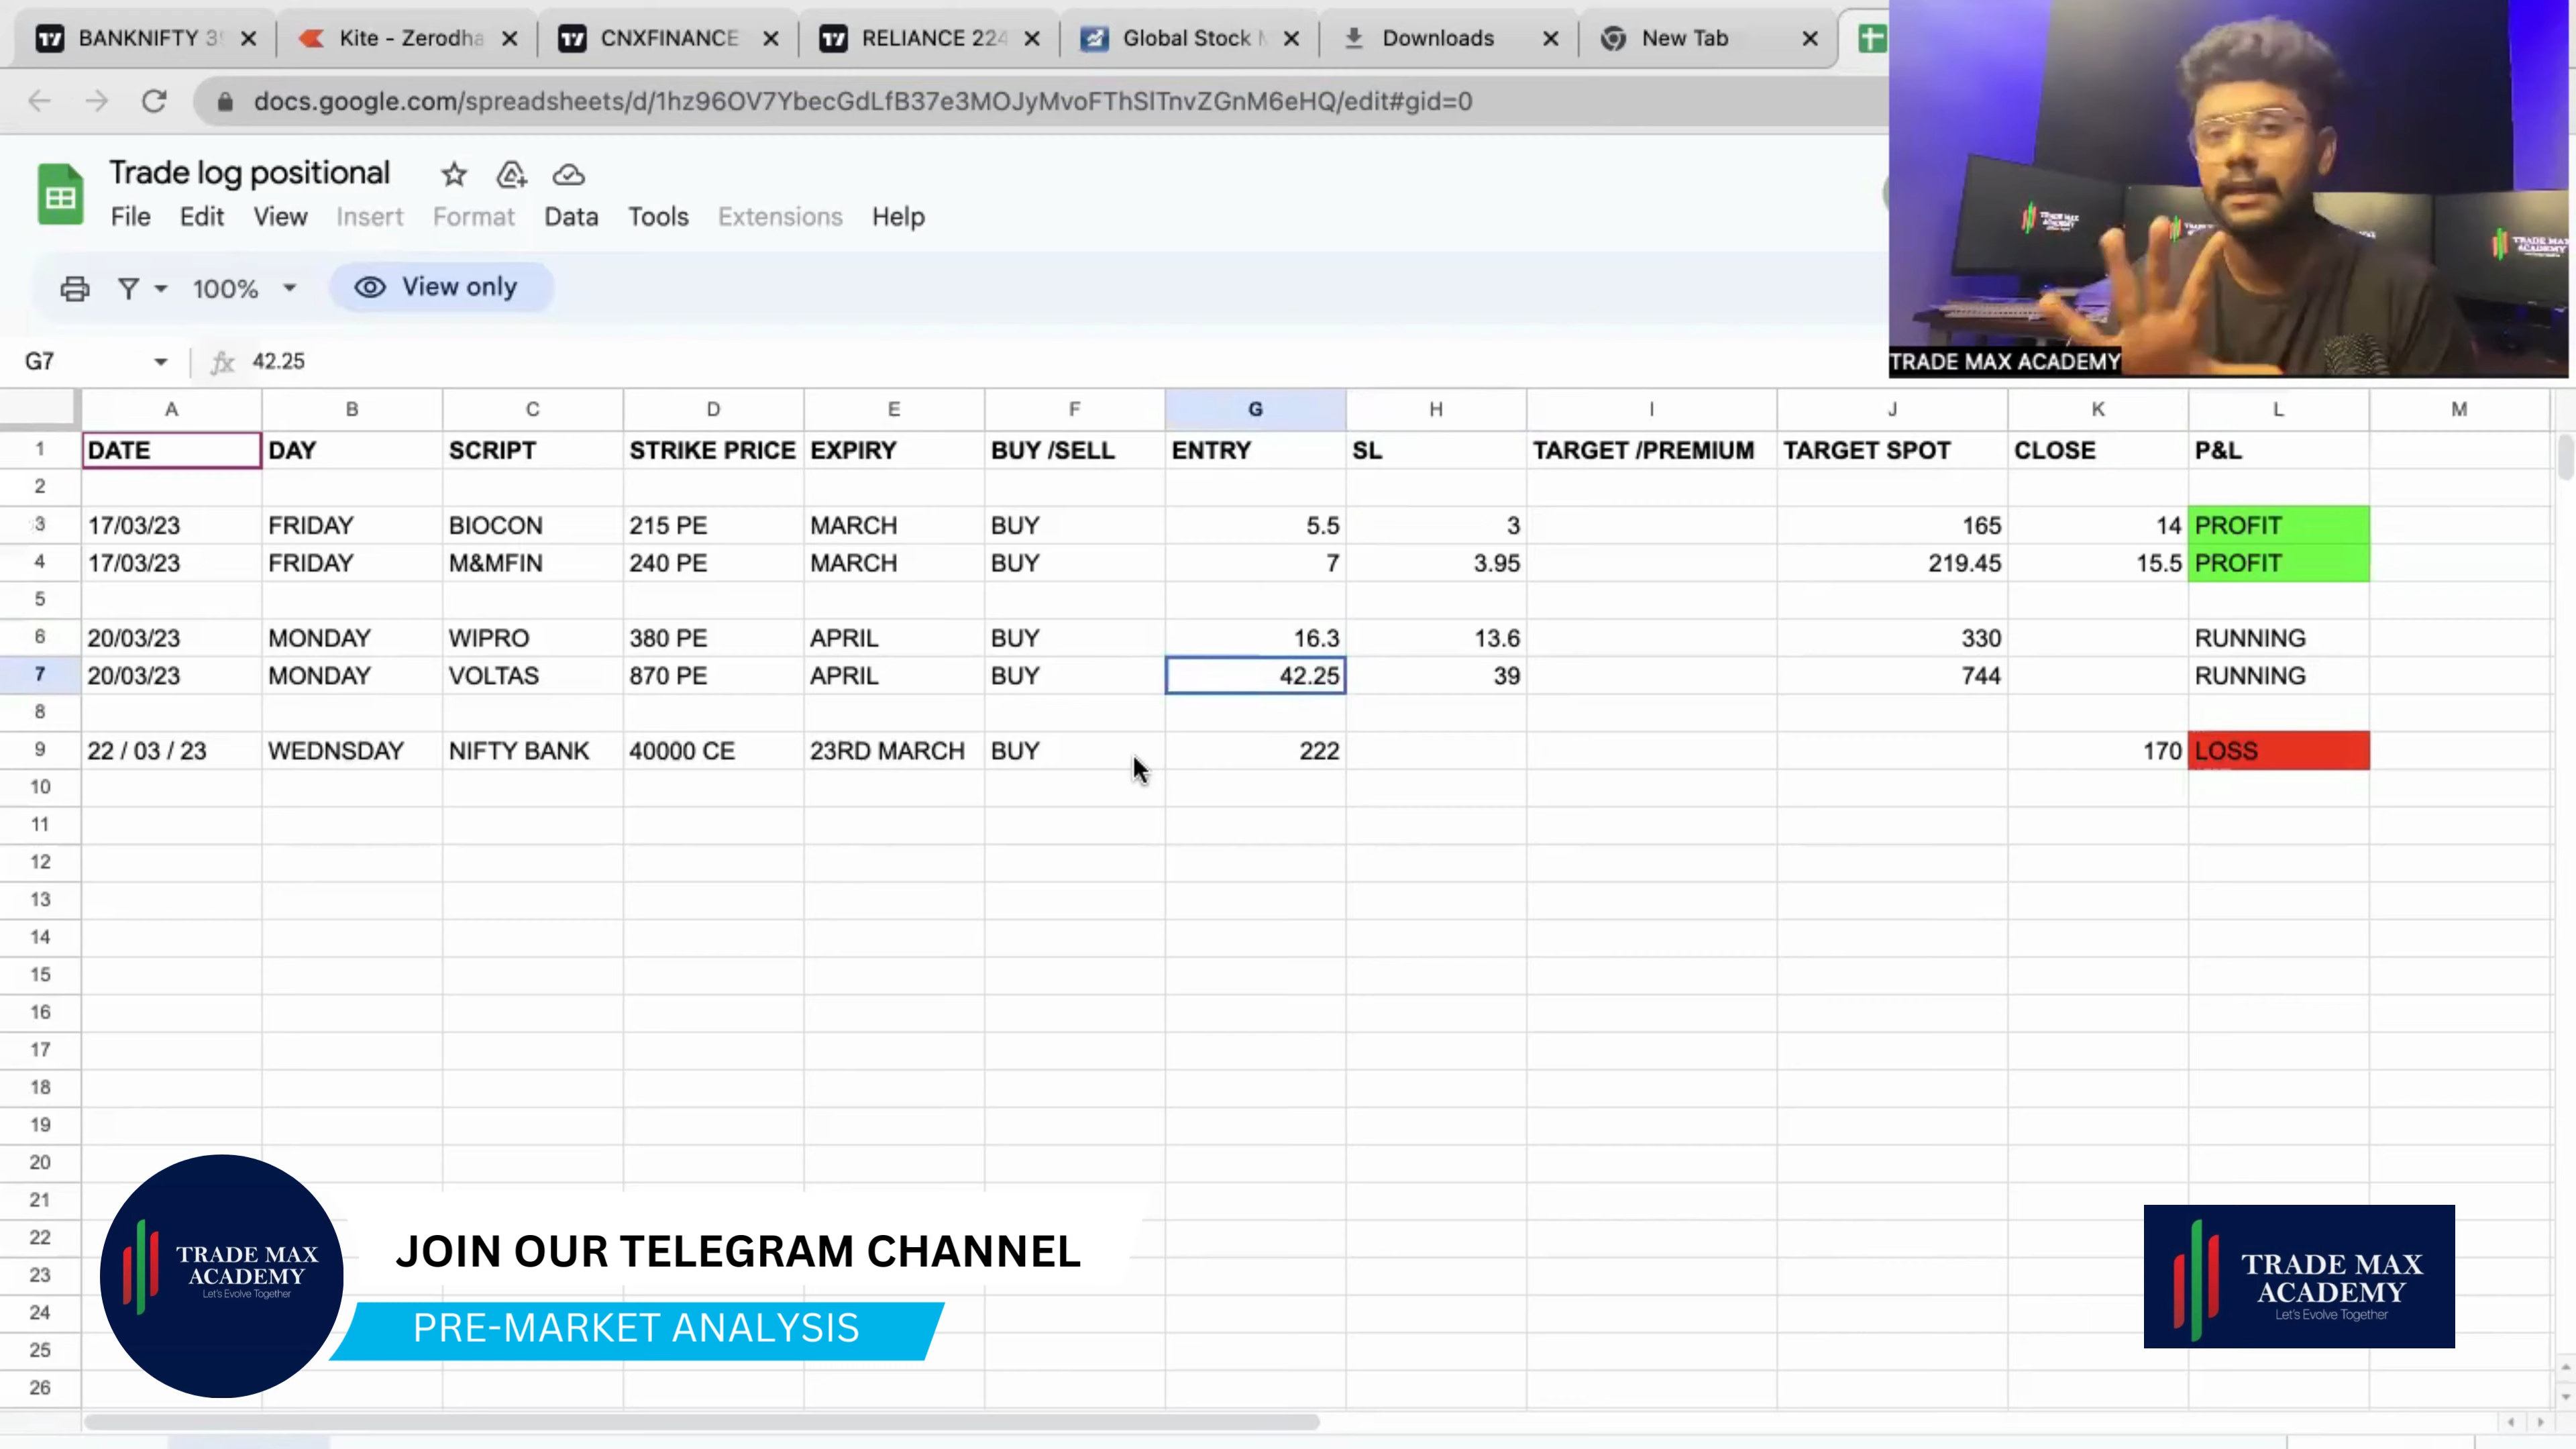 BANKNIFTY 39 Kite - Zerodha CNXFINANCE RELIANCE 224 Global Stock M Downloads New Tab
docs.google.com/spreadsheets/d/1hz96OV7YbecGdLfB37e3MOJyMvoFThSlTnvZGnM6eHQ/edit#gid=0
Trade log positional
File Edit View Insert Format Data Tools Extensions Help
100% View only
TRADE MAX ACADEMY
TRADE MAX ACADEMY
TRADE MAX ACADEMY
G7 fx 42.25
A B C D E F G H I J K L M
1 DATE DAY SCRIPT STRIKE PRICE EXPIRY BUY /SELL ENTRY SL TARGET /PREMIUM TARGET SPOT CLOSE P&L
2
3 17/03/23 FRIDAY BIOCON 215 PE MARCH BUY 5.5 3 165 14 PROFIT
4 17/03/23 FRIDAY M&MFIN 240 PE MARCH BUY 7 3.95 219.45 15.5 PROFIT
5
6 20/03/23 MONDAY WIPRO 380 PE APRIL BUY 16.3 13.6 330 RUNNING
7 20/03/23 MONDAY VOLTAS 870 PE APRIL BUY 42.25 39 744 RUNNING
8
9 22 / 03 / 23 WEDNSDAY NIFTY BANK 40000 CE 23RD MARCH BUY 222 170 LOSS
10
11
12
13
14
15
16
17
18
19
20
21
22
23
24
25
26
TRADE MAX
ACADEMY
Let's Evolve Together
JOIN OUR TELEGRAM CHANNEL
PRE-MARKET ANALYSIS
TRADE MAX
ACADEMY
Let's Evolve Together